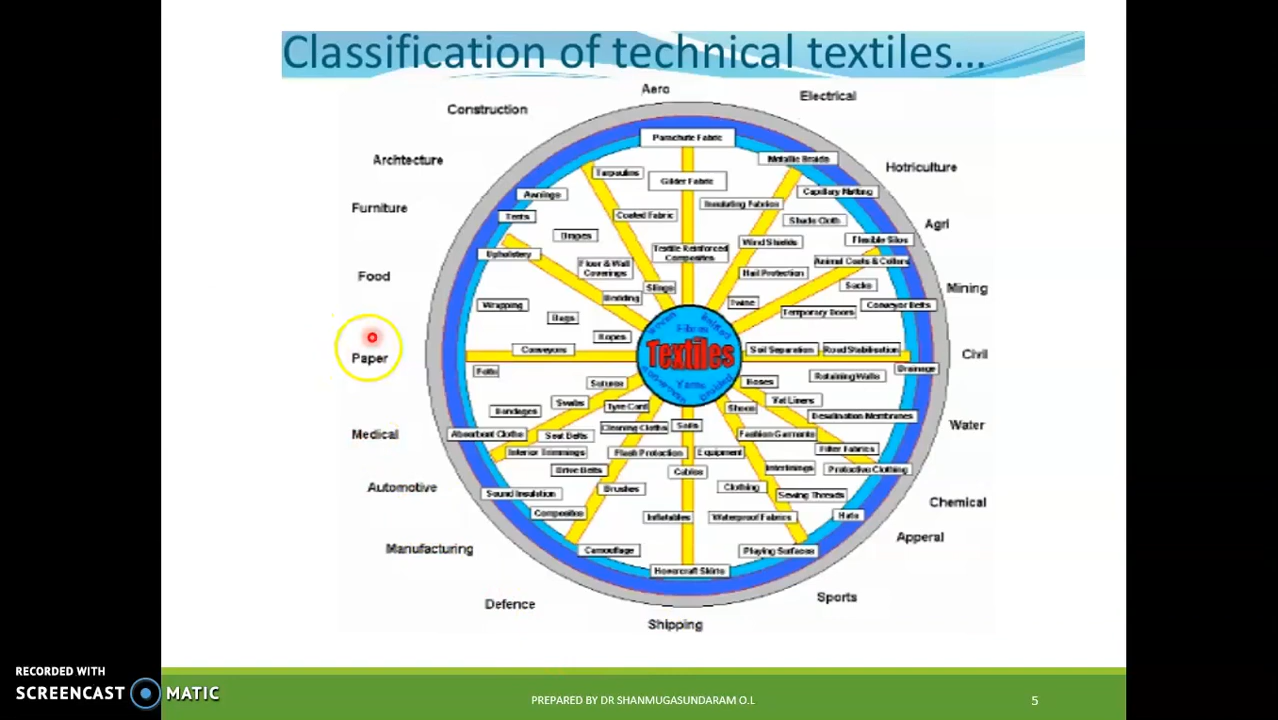 Classification of technical textiles...
Aero
Electrical
Construction
Hotriculture
Archtecture
Furniture
Agri
Food
Mining
Paper
Civil
Medical
Water
Automotive
Chemical
Manufacturing
Apperal
Defence
Sports
Shipping
Parachute Fabric
Metallic Braids
Tarpaulins
Glider Fabric
Awnings
Capillary Matting
Insulating Fabrics
Tents
Coated Fabric
Shade Cloth
Drapes
Wind Shields
Flexible Silos
Upholstery
Textile Reinforced
Composites
Animal Coats & Collars
Floor & Wall
Coverings
Hail Protection
Slings
Sacks
Bedding
Twine
Conveyor Belts
Wrapping
Temporary Doors
Bags
Ropes
Fibres
Textiles
Yarns
Conveyors
Soil Separation
Road Stabilisation
Drainage
Felts
Retaining Walls
Sutures
Hoses
Swabs
Tyre Cord
Vat Liners
Bandages
Shoes
Desalination Membranes
Absorbent Cloths
Seat Belts
Cleaning Cloths
Sails
Fashion Garments
Interior Trimmings
Flash Protection
Equipment
Filter Fabrics
Drive Belts
Cables
Interlinings
Protective Clothing
Sound Insulation
Brushes
Clothing
Sewing Threads
Composites
Inflatables
Waterproof Fabrics
Hats
Camouflage
Playing Surfaces
Hovercraft Skirts
RECORDED WITH
SCREENCAST MATIC
PREPARED BY DR SHANMUGASUNDARAM O.L
5